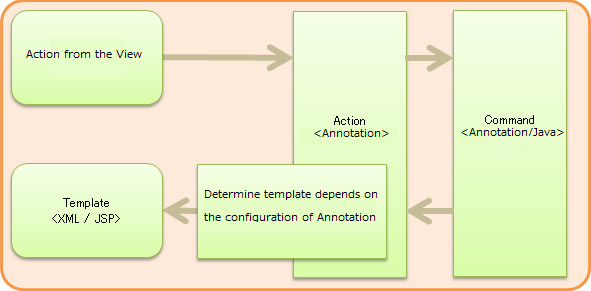 Action from the View
Action
<Annotation>
Command
<Annotation/Java>
Template
<XML / JSP>
Determine template depends on
the configuration of Annotation